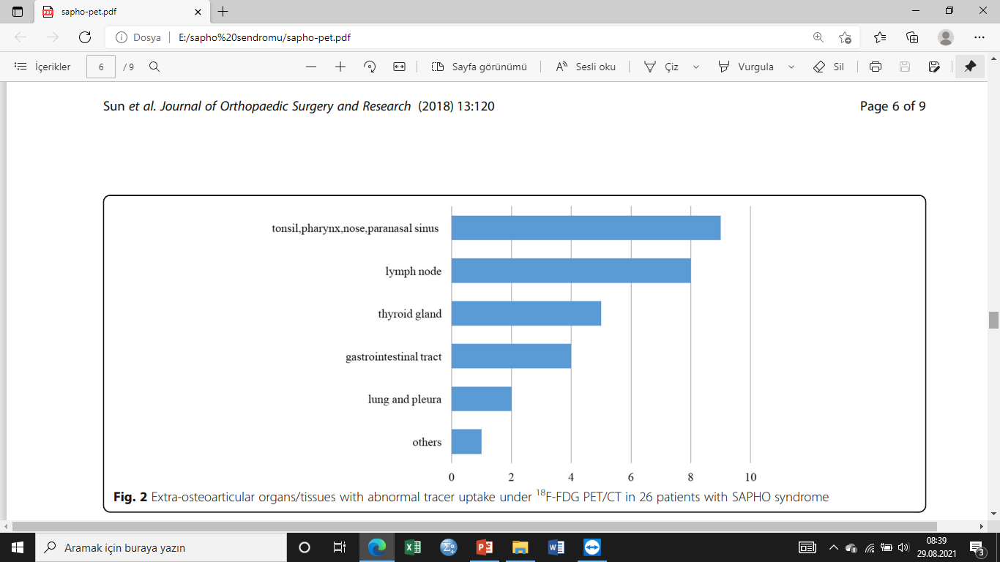 sapho-pet.pdf
Dosya
E:/sapho%20sendromu/sapho-pet.pdf
İçerikler
6
/ 9
Sayfa görünümü
Sesli oku
Çiz
Vurgula
Sil
Sun et al. Journal of Orthopaedic Surgery and Research (2018) 13:120
Page 6 of 9
tonsil,pharynx,nose,paranasal sinus
lymph node
thyroid gland
gastrointestinal tract
lung and pleura
others
0 2 4 6 8 10
Fig. 2 Extra-osteoarticular organs/tissues with abnormal tracer uptake under 18F-FDG PET/CT in 26 patients with SAPHO syndrome
Aramak için buraya yazın
08:39
29.08.2021
3